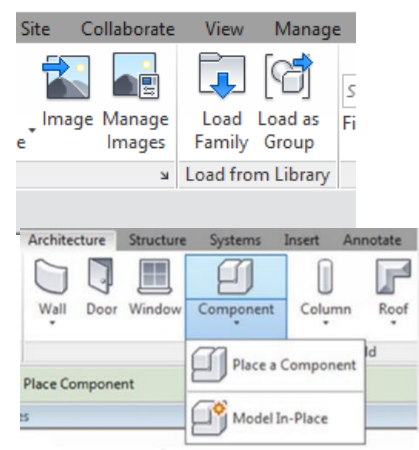 Site Collaborate View Manage
Image Manage Images Load Family Load as Group
Load from Library
Architecture Structure Systems Insert Annotate
Wall Door Window Component Column Roof
Place a Component
Place Component
Model In-Place